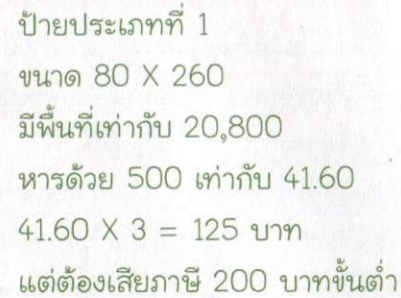 ป้ายประเภทที่ 1
ขนาด 80 X 260
มีพื้นที่เท่ากับ 20,800
หารด้วย 500 เท่ากับ 41.60
41.60 X 3 = 125 บาท
แต่ต้องเสียภาษี 200 บาทขั้นต่ำ